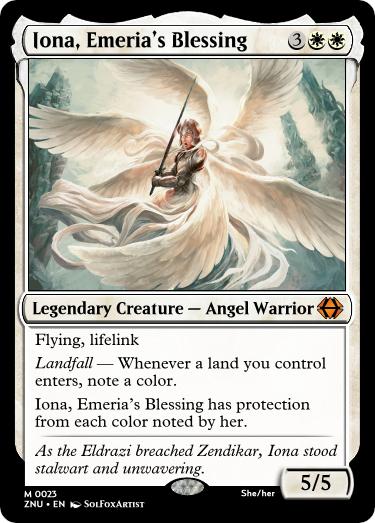 Iona, Emeria's Blessing 3
Legendary Creature — Angel Warrior
Flying, lifelink
Landfall — Whenever a land you control
enters, note a color.
Iona, Emeria's Blessing has protection
from each color noted by her.
As the Eldrazi breached Zendikar, Iona stood
stalwart and unwavering.
5/5
M 0023
ZNU • EN SolFoxArtist
She/her